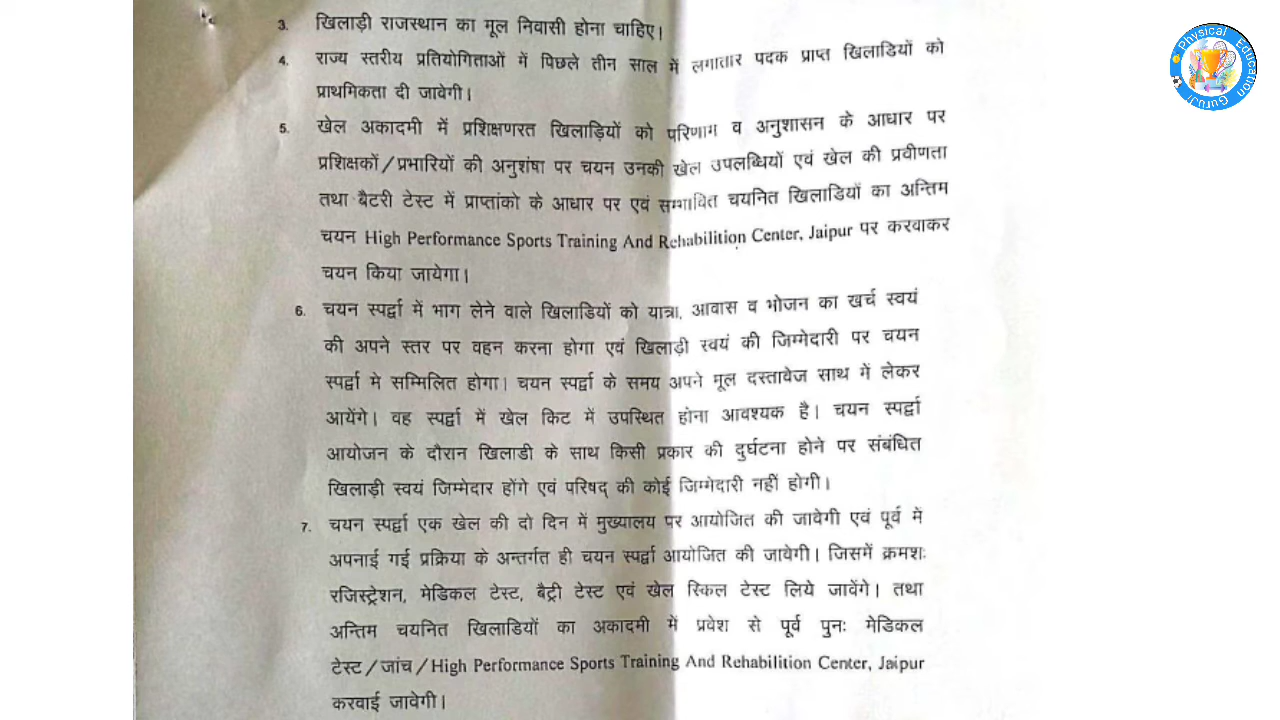 3. खिलाड़ी राजस्थान का मूल निवासी होना चाहिए।
4. राज्य स्तरीय प्रतियोगिताओं में पिछले तीन साल में लगातार पदक प्राप्त खिलाडियों को
प्राथमिकता दी जावेगी।
5. खेल अकादमी में प्रशिक्षणरत खिलाड़ियों को परिणाम व अनुशासन के आधार पर
प्रशिक्षकों/प्रभारियों की अनुशंषा पर चयन उनकी खेल उपलब्धियों एवं खेल की प्रवीणता
तथा बैटरी टेस्ट में प्राप्तांको के आधार पर एवं सम्भावित चयनित खिलाडियों का अन्तिम
चयन High Performance Sports Training And Rehabilition Center, Jaipur पर करवाकर
चयन किया जायेगा।
6. चयन स्पर्द्वा में भाग लेने वाले खिलाडियों को यात्रा, आवास व भोजन का खर्च स्वयं
की अपने स्तर पर वहन करना होगा एवं खिलाड़ी स्वयं की जिम्मेदारी पर चयन
स्पर्द्वा मे सम्मिलित होगा। चयन स्पर्द्वा के समय अपने मूल दस्तावेज साथ में लेकर
आयेंगे। वह स्पर्द्वा में खेल किट में उपस्थित होना आवश्यक है। चयन स्पर्द्वा
आयोजन के दौरान खिलाडी के साथ किसी प्रकार की दुर्घटना होने पर संबंधित
खिलाड़ी स्वयं जिम्मेदार होंगे एवं परिषद् की कोई जिम्मेदारी नहीं होगी।
7. चयन स्पर्द्वा एक खेल की दो दिन में मुख्यालय पर आयोजित की जावेगी एवं पूर्व में
अपनाई गई प्रक्रिया के अन्तर्गत ही चयन स्पर्द्वा आयोजित की जायेगी। जिसमें क्रमशः
रजिस्ट्रेशन, मेडिकल टेस्ट, बैट्री टेस्ट एवं खेल स्किल टेस्ट लिये जावेंगे। तथा
अन्तिम चयनित खिलाडियों का अकादमी में प्रवेश से पूर्व पुनः मेडिकल
टेस्ट/जांच/High Performance Sports Training And Rehabilition Center, Jaipur
करवाई जावेगी।
Physical Education
Guruji